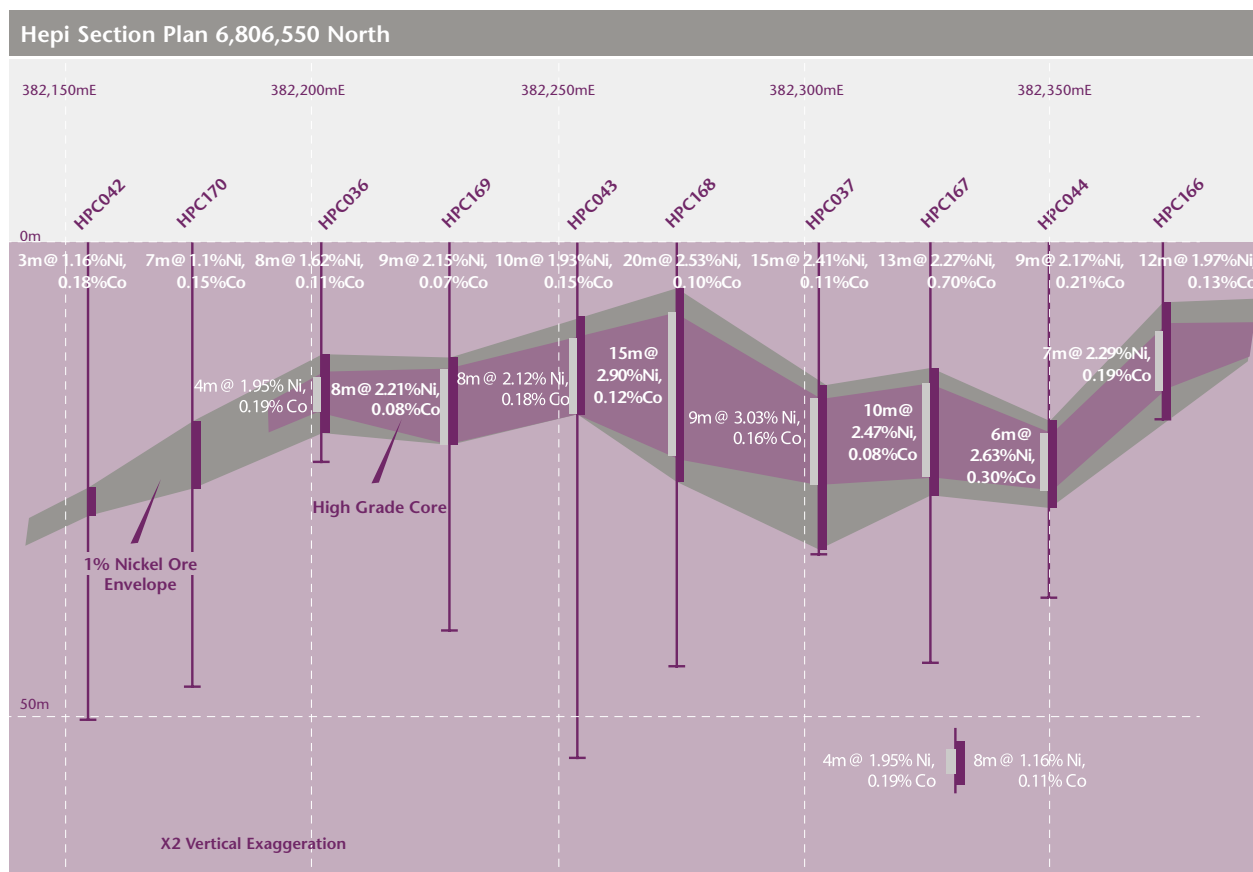 Hepi Section Plan 6,806,550 North
382,150mE
382,200mE
382,250mE
382,300mE
382,350mE
HPC042
HPC170
HPC036
HPC169
HPC043
HPC168
HPC037
HPC167
HPC044
HPC166
0m
3m@ 1.16%Ni,
0.18%Co
7m@ 1.1%Ni,
0.15%Co
8m@ 1.62%Ni,
0.11%Co
9m@ 2.15%Ni,
0.07%Co
10m@ 1.93%Ni,
0.15%Co
20m@ 2.53%Ni,
0.10%Co
15m@ 2.41%Ni,
0.11%Co
13m@ 2.27%Ni,
0.70%Co
9m@ 2.17%Ni,
0.21%Co
12m@ 1.97%Ni
0.13%Co
4m@ 1.95% Ni,
0.19% Co
8m@ 2.21%Ni,
0.08%Co
8m@ 2.12% Ni,
0.18% Co
15m@
2.90%Ni,
0.12%Co
9m@ 3.03% Ni,
0.16% Co
10m@
2.47%Ni,
0.08%Co
6m@
2.63%Ni,
0.30%Co
7m@ 2.29%Ni,
0.19%Co
High Grade Core
1% Nickel Ore
Envelope
50m
4m@ 1.95% Ni,
0.19% Co
8m@ 1.16% Ni,
0.11% Co
X2 Vertical Exaggeration